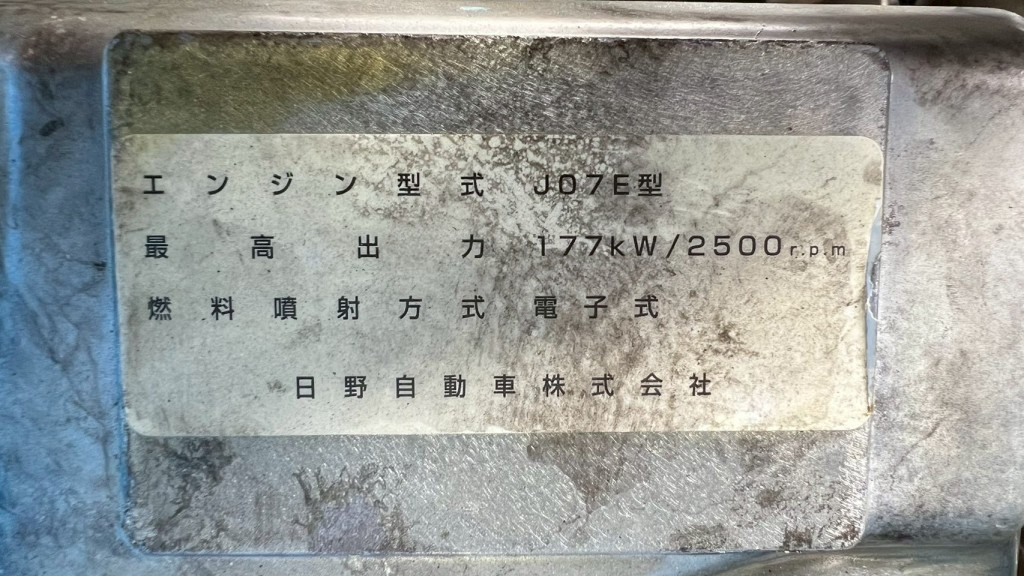 エンジン型式 J07E型
最高出力 177kW/2500r.p.m
燃料噴射方式 電子式
日野自動車株式会社